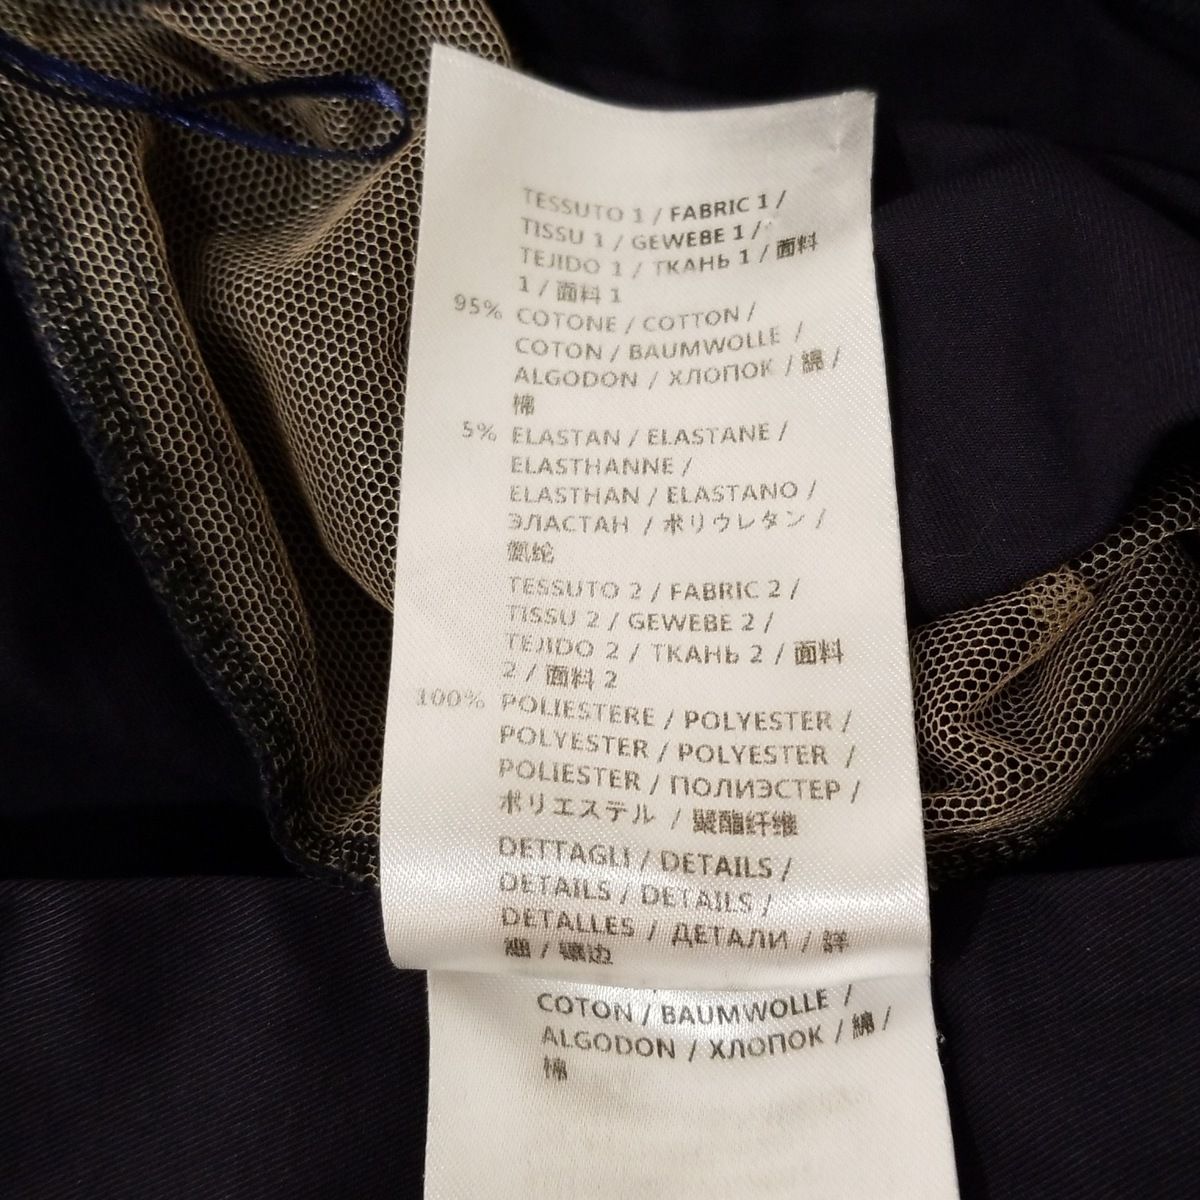 TESSUTO 1 / FABRIC 1 /
TISSU 1 / GEWEBE 1 /
TEJIDO 1 / ТКАНЬ 1 / 面料
1 / 面料 1
95% COTONE / COTTON /
COTON / BAUMWOLLE /
ALGODON / ХЛОПОК / 綿 /
棉
5% ELASTAN / ELASTANE /
ELASTHANNE /
ELASTHAN / ELASTANO /
ЭЛАСТАН / ポリウレタン /
氨纶
TESSUTO 2 / FABRIC 2 /
TISSU 2 / GEWEBE 2 /
TEJIDO 2 / ТКАНЬ 2 / 面料
2 / 面料 2
100% POLIESTERE / POLYESTER /
POLYESTER / POLYESTER /
POLIESTER / ПОЛИЭСТЕР /
ポリエステル / 聚酯纤维
DETTAGLI / DETAILS /
DETAILS / DETAILS /
DETALLES / ДЕТАЛИ / 詳
細 / 镶边
COTON / BAUMWOLLE /
ALGODON / ХЛОПОК / 綿 /
棉